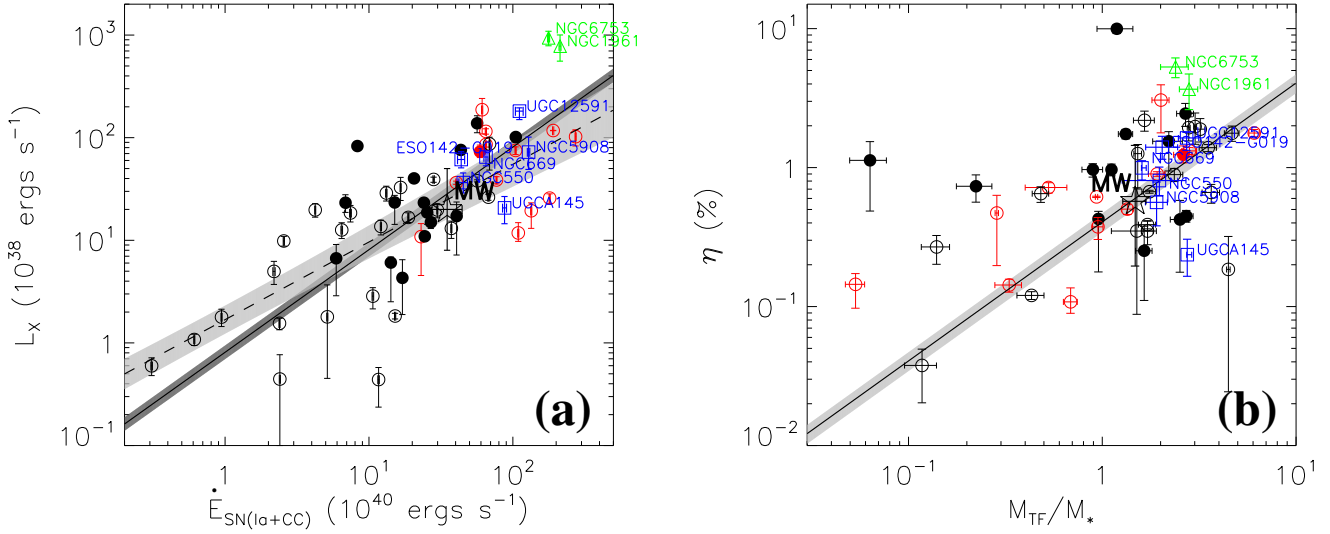 10³
10²
10¹
1
10⁻¹
L_X (10³⁸ ergs s⁻¹)
NGC6753
NGC1961
UGC12591
ESO142-G019
NGC5908
NGC669
NGC550
MW
UGCA145
(a)
1
10¹
10²
Ė_SN(Ia+CC) (10⁴⁰ ergs s⁻¹)
10¹
1
10⁻¹
10⁻²
η (%)
NGC6753
NGC1961
UGC12591
MW
NGC550
NGC5908
UGCA145
(b)
10⁻¹
1
10¹
M_TF/M_*